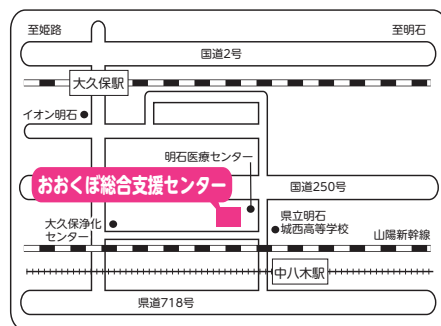 至姫路
至明石
国道2号
大久保駅
イオン明石
明石医療センター
おおくぼ総合支援センター
国道250号
大久保浄化
センター
県立明石
城西高等学校
山陽新幹線
中八木駅
県道718号